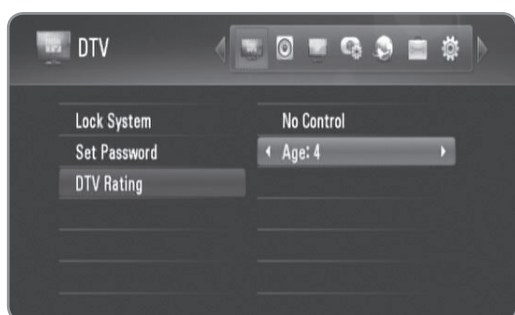 DTV
Lock System
No Control
Set Password
Age: 4
DTV Rating